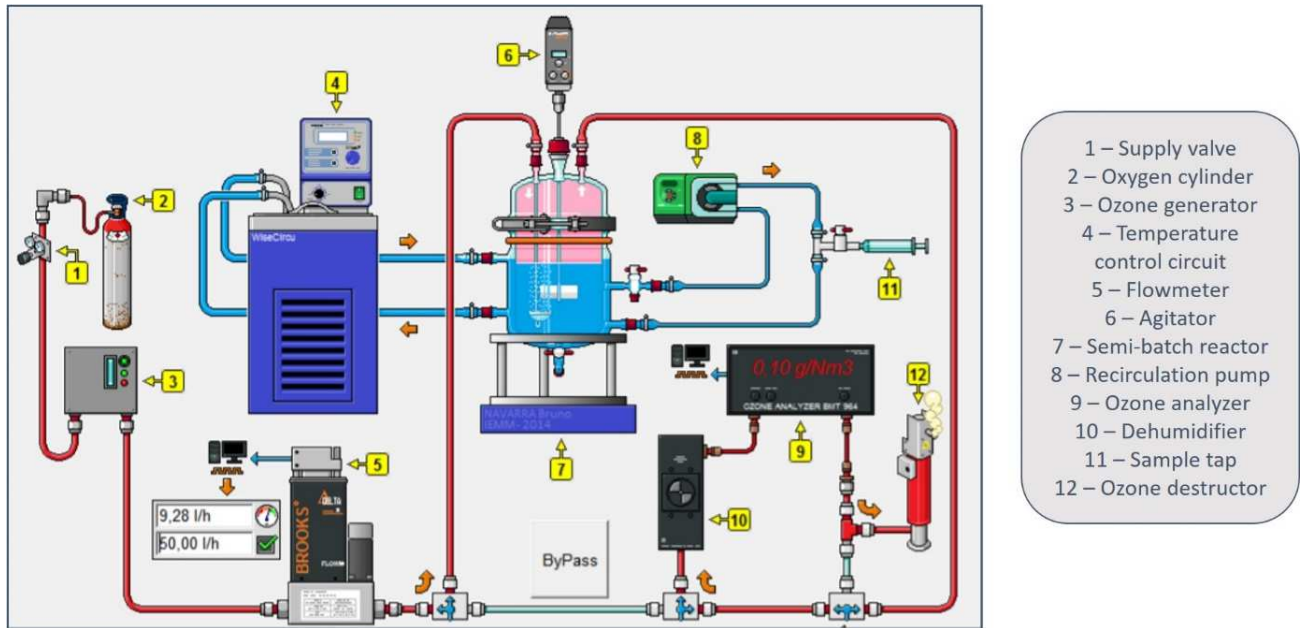 6
4
8
2
WiseCircu
1
11
3
0.10 g/Nm3
OZONE ANALYZER BMT 964
12
NAVARRA Bruno
IEMM- 2014
7
9
5
DELTA
BROOKS®
FLOW
9,28 l/h
50,00 l/h
10
ByPass
1 – Supply valve
2 – Oxygen cylinder
3 – Ozone generator
4 – Temperature
control circuit
5 – Flowmeter
6 – Agitator
7 – Semi-batch reactor
8 – Recirculation pump
9 – Ozone analyzer
10 – Dehumidifier
11 – Sample tap
12 – Ozone destructor